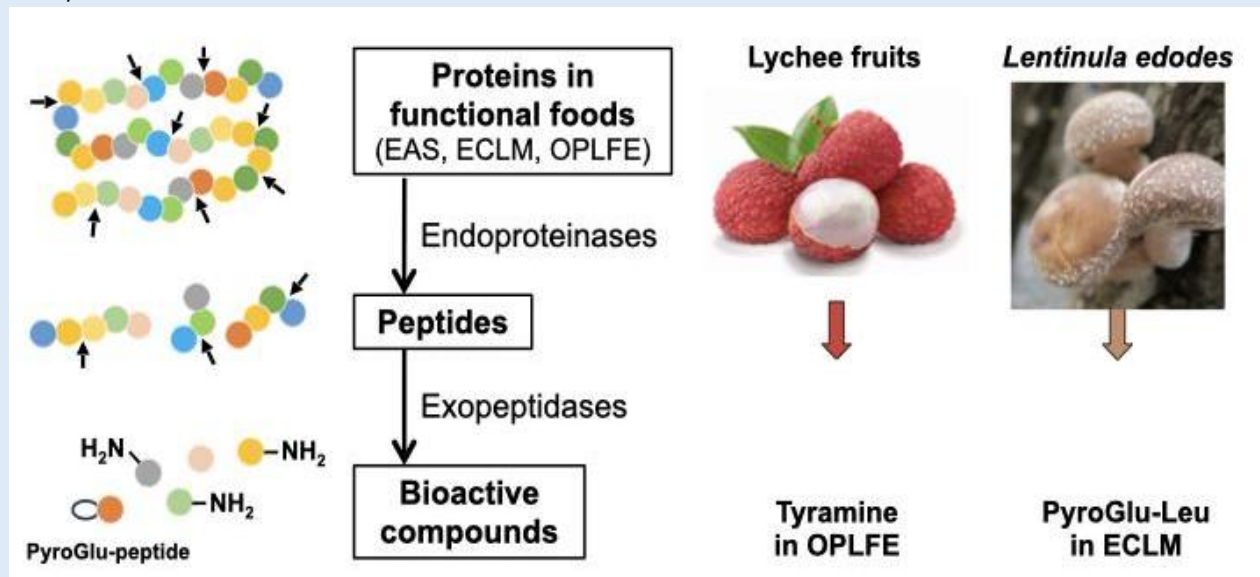 Proteins in
functional foods
(EAS, ECLM, OPLFE)
Endoproteinases
Peptides
Exopeptidases
Bioactive
compounds
H₂N
NH₂
NH₂
PyroGlu-peptide
Lychee fruits
Tyramine
in OPLFE
Lentinula edodes
PyroGlu-Leu
in ECLM